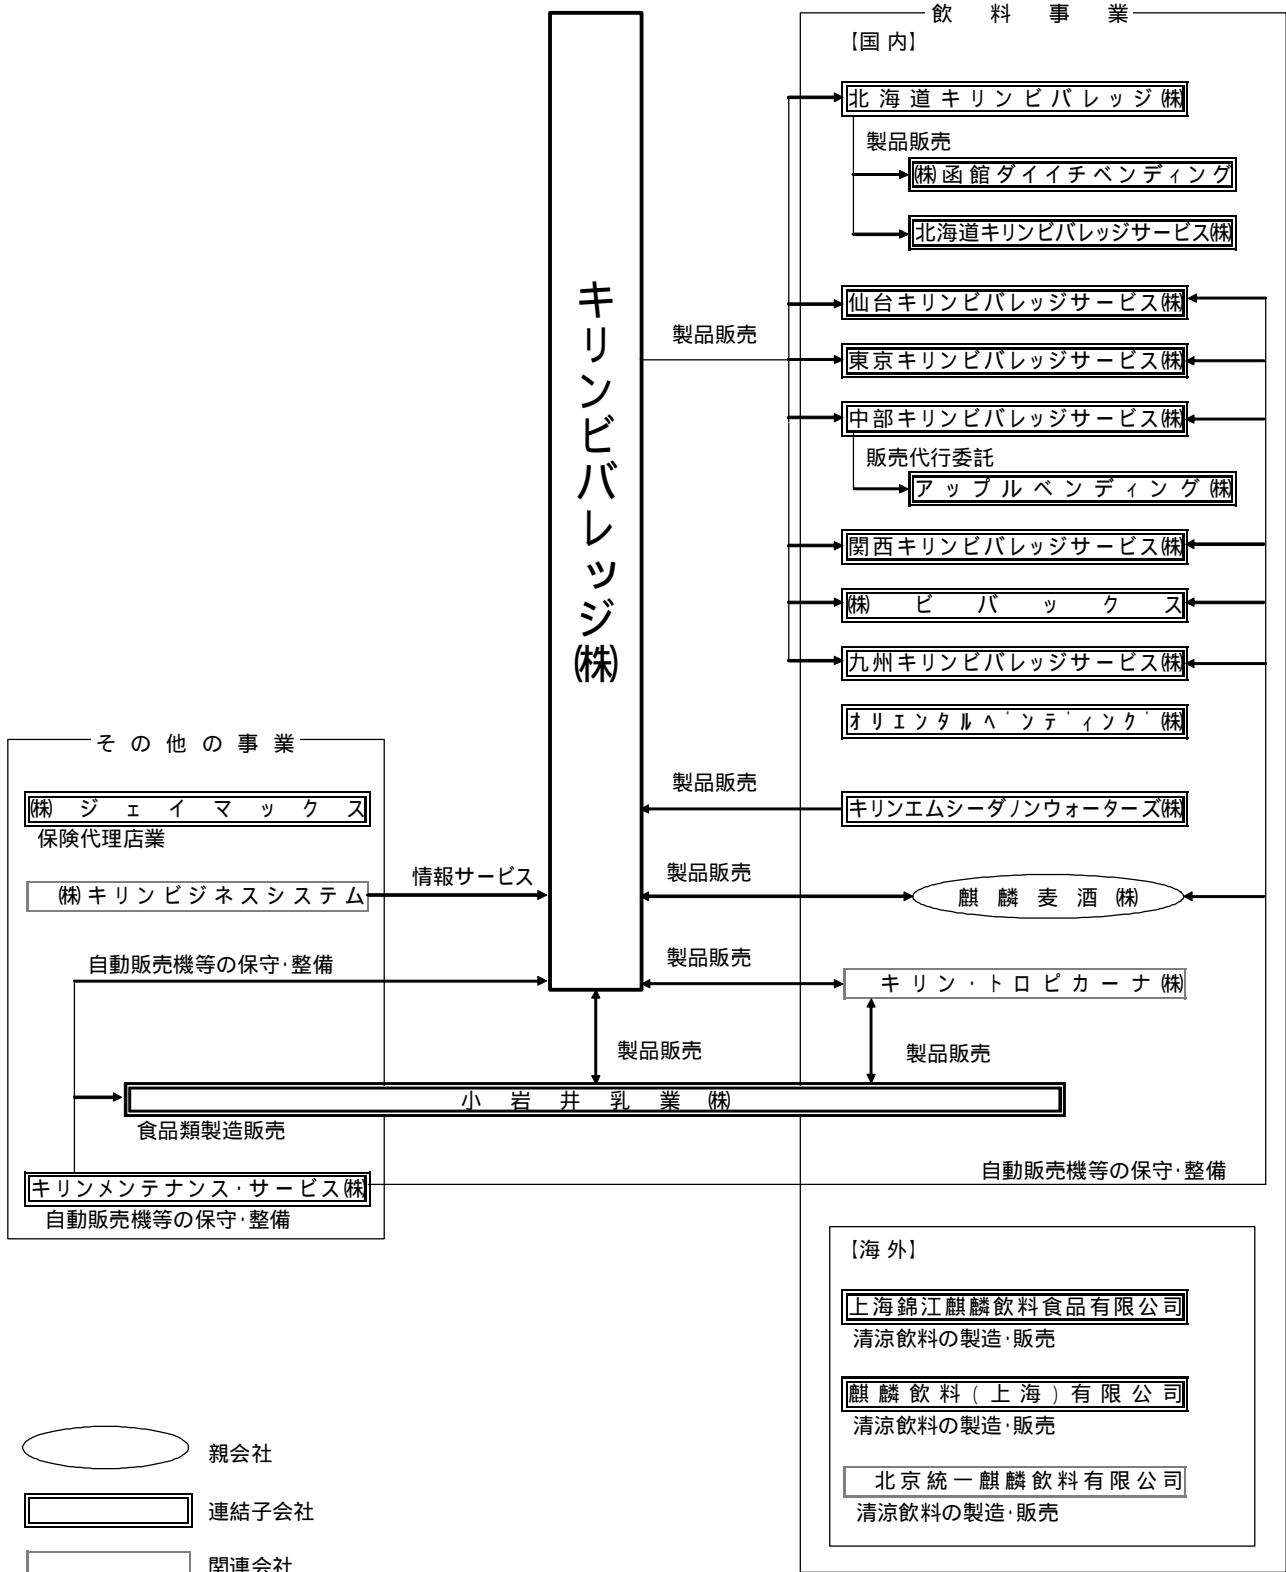 飲料事業
【国内】
北海道キリンビバレッジ㈱
製品販売
㈱函館ダイイチベンディング
北海道キリンビバレッジサービス㈱
仙台キリンビバレッジサービス㈱
製品販売
東京キリンビバレッジサービス㈱
中部キリンビバレッジサービス㈱
販売代行委託
アップルベンディング㈱
関西キリンビバレッジサービス㈱
㈱ビバックス
九州キリンビバレッジサービス㈱
オリエンタルベンディング㈱
キリンビバレッジ㈱
製品販売
キリンエムシーダノンウォーターズ㈱
製品販売
麒麟麦酒㈱
製品販売
キリン・トロピカーナ㈱
製品販売
製品販売
その他の事業
㈱ジェイマックス
保険代理店業
㈱キリンビジネスシステム
情報サービス
自動販売機等の保守・整備
小岩井乳業㈱
食品類製造販売
キリンメンテナンス・サービス㈱
自動販売機等の保守・整備
自動販売機等の保守・整備
【海外】
上海錦江麒麟飲料食品有限公司
清涼飲料の製造・販売
麒麟飲料(上海)有限公司
清涼飲料の製造・販売
北京統一麒麟飲料有限公司
清涼飲料の製造・販売
親会社
連結子会社
関連会社